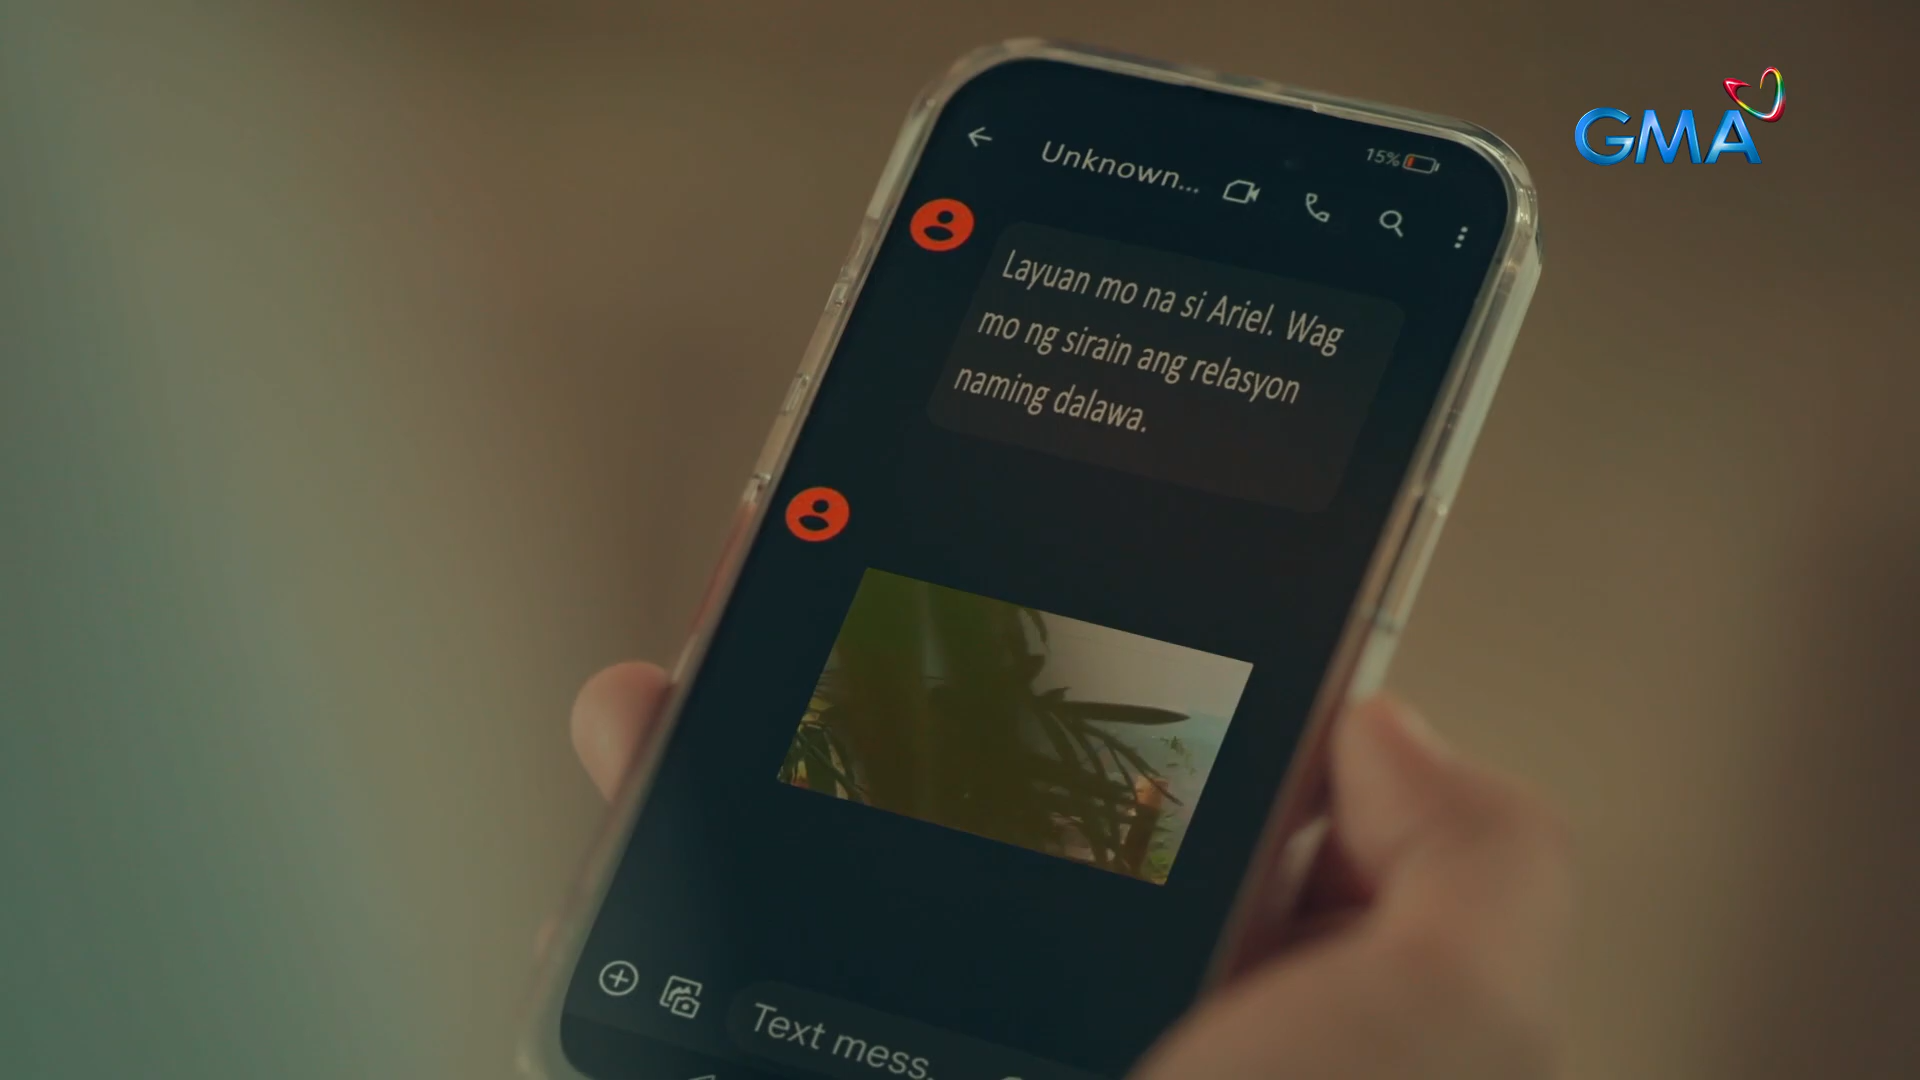 GMA
15%
Unknown...
Layuan mo na si Ariel. Wag
mo ng sirain ang relasyon
naming dalawa.
Text mess.